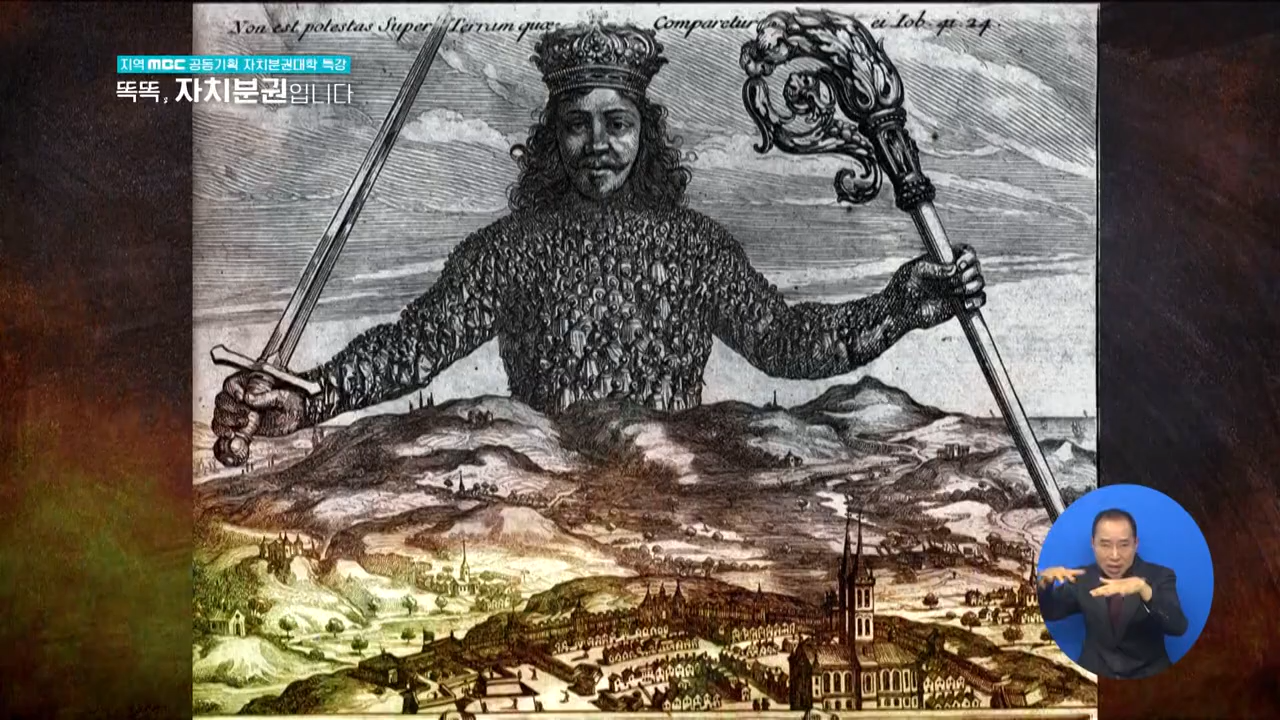 Non est potestas Super Terram quæ Comparetur ei Iob. 41. 24.
지역 MBC 공동기획 자치분권대학 특강
똑똑, 자치분권입니다